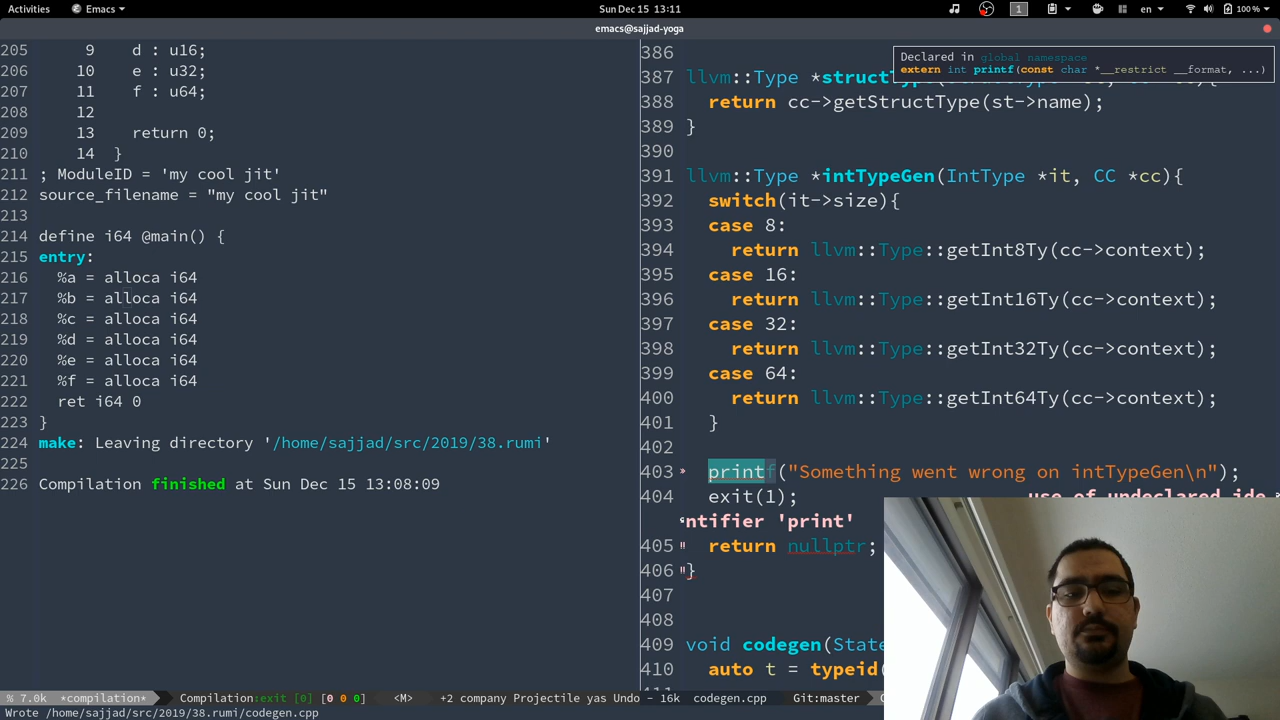 Activities
Emacs
Sun Dec 15 13:11
1
en
100 %
emacs@sajjad-yoga
205 9 d : u16;
206 10 e : u32;
207 11 f : u64;
208 12
209 13 return 0;
210 14 }
211 ; ModuleID = 'my cool jit'
212 source_filename = "my cool jit"
213
214 define i64 @main() {
215 entry:
216 %a = alloca i64
217 %b = alloca i64
218 %c = alloca i64
219 %d = alloca i64
220 %e = alloca i64
221 %f = alloca i64
222 ret i64 0
223 }
224 make: Leaving directory '/home/sajjad/src/2019/38.rumi'
225
226 Compilation finished at Sun Dec 15 13:08:09
% 7.0k *compilation* Compilation:exit [0] [0 0 0] <M>
386
Declared in global namespace
extern int printf(const char *__restrict __format, ...)
387 llvm::Type *
388 return cc->getStructType(st->name);
389 }
390
391 llvm::Type *intTypeGen(IntType *it, CC *cc){
392 switch(it->size){
393 case 8:
394 return llvm::Type::getInt8Ty(cc->context);
395 case 16:
396 return llvm::Type::getInt16Ty(cc->context);
397 case 32:
398 return llvm::Type::getInt32Ty(cc->context);
399 case 64:
400 return llvm::Type::getInt64Ty(cc->context);
401 }
402
403 » printf("Something went wrong on intTypeGen\n");
404 exit(1); use of undeclared ide
ntifier 'print'
405 return nullptr;
406 }
407
408
409 void codegen(State
410 auto t = typeid(
+2 company Projectile yas Undo - 16k codegen.cpp Git:master
Wrote /home/sajjad/src/2019/38.rumi/codegen.cpp